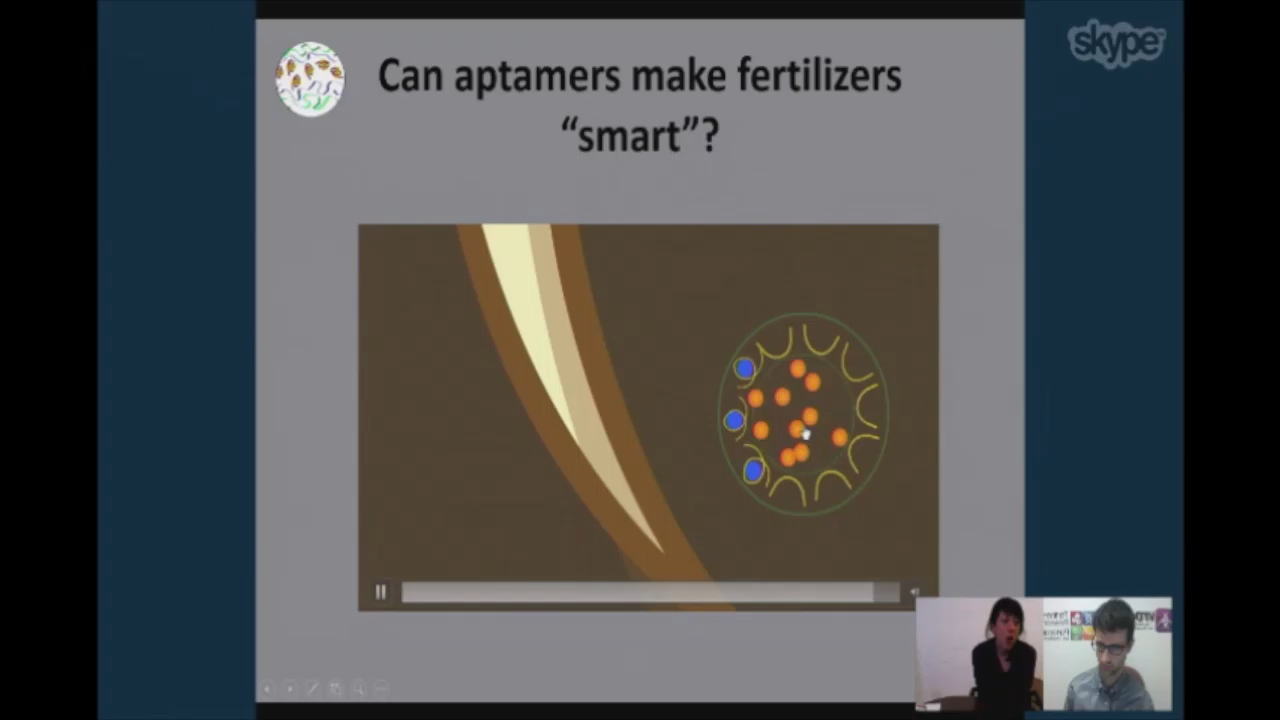 skype
Can aptamers make fertilizers
“smart”?